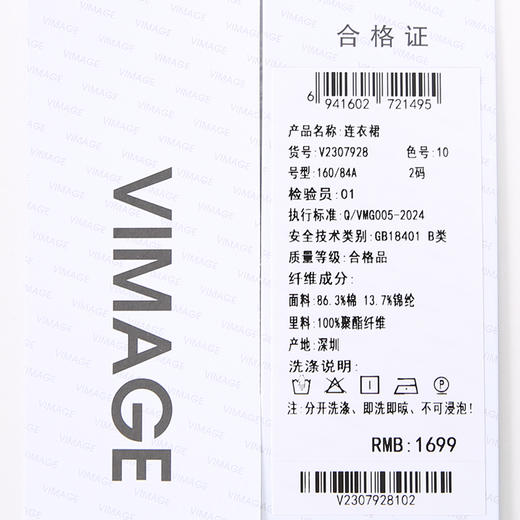 VIMAGE
合格证
6 941602 721495
产品名称:连衣裙
货号:V2307928 色号:10
号型:160/84A 2码
检验员:01
执行标准:Q/VMG005-2024
安全技术类别:GB18401 B类
质量等级:合格品
纤维成分:
面料:86.3%棉 13.7%锦纶
里料:100%聚酯纤维
产地:深圳
洗涤说明:
注:分开洗涤、即洗即晾、不可浸泡!
RMB:1699
V2307928102